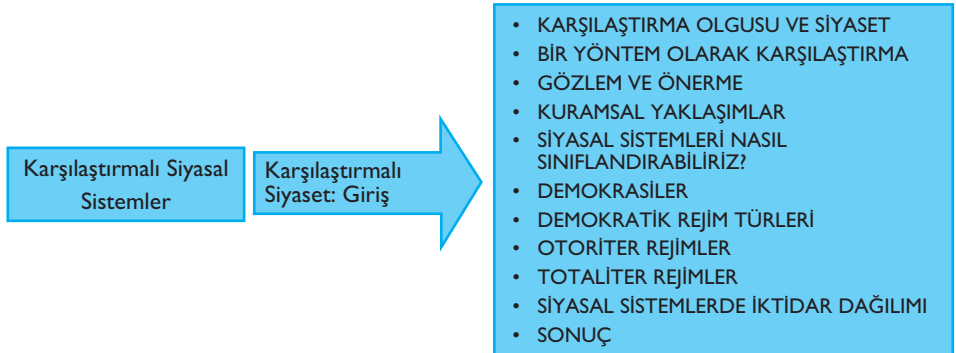 Karşılaştırmalı Siyasal
Sistemler
Karşılaştırmalı
Siyaset: Giriş
• KARŞILAŞTIRMA OLGUSU VE SİYASET
• BİR YÖNTEM OLARAK KARŞILAŞTIRMA
• GÖZLEM VE ÖNERME
• KURAMSAL YAKLAŞIMLAR
• SİYASAL SİSTEMLERİ NASIL
SINIFLANDIRABİLİRİZ?
• DEMOKRASİLER
• DEMOKRATİK REJİM TÜRLERİ
• OTORİTER REJİMLER
• TOTALİTER REJİMLER
• SİYASAL SİSTEMLERDE İKTİDAR DAĞILIMI
• SONUÇ